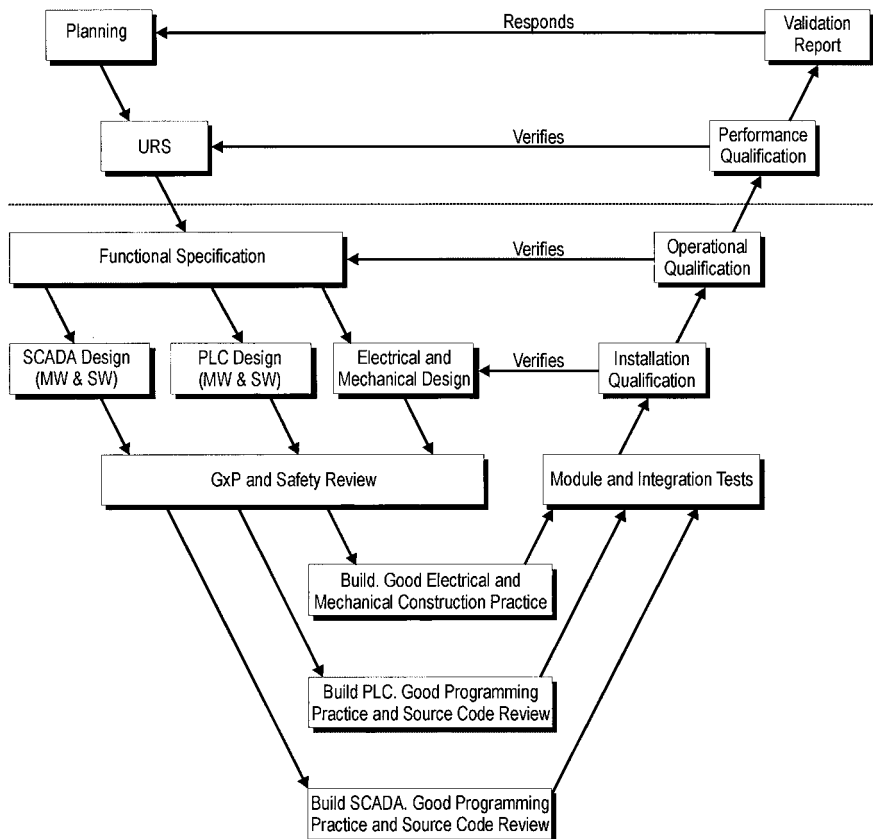 Planning
Responds
Validation
Report
URS
Verifies
Performance
Qualification
Functional Specification
Verifies
Operational
Qualification
SCADA Design
(MW & SW)
PLC Design
(MW & SW)
Electrical and
Mechanical Design
Verifies
Installation
Qualification
GxP and Safety Review
Module and Integration Tests
Build. Good Electrical and
Mechanical Construction Practice
Build PLC. Good Programming
Practice and Source Code Review
Build SCADA. Good Programming
Practice and Source Code Review